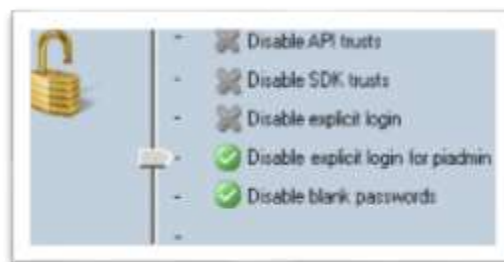 Disable API trusts
Disable SDK trusts
Disable explicit login
Disable explicit login for piadmin
Disable blank passwords